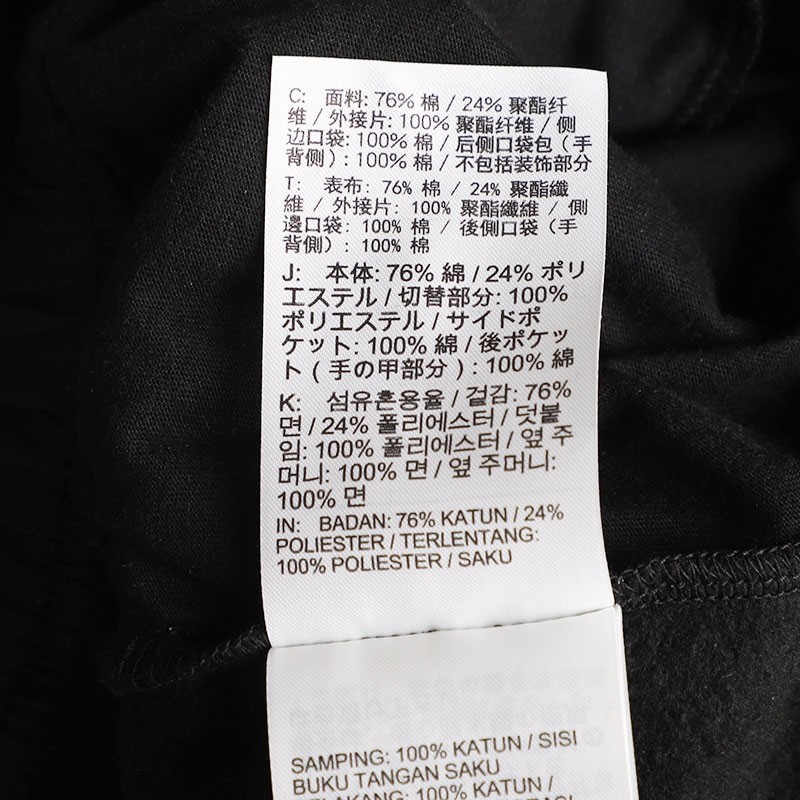 C: 面料: 76% 棉 / 24% 聚酯纤
维 / 外接片: 100% 聚酯纤维 / 侧
边口袋: 100% 棉 / 后侧口袋包 (手
背侧) : 100% 棉 / 不包括装饰部分
T: 表布: 76% 棉 / 24% 聚酯纖
維 / 外接片: 100% 聚酯纖維 / 側
邊口袋: 100% 棉 / 後側口袋 (手
背側) : 100% 棉
J: 本体: 76% 綿 / 24% ポリ
エステル / 切替部分: 100%
ポリエステル / サイドポ
ケット: 100% 綿 / 後ポケッ
ト ( 手の甲部分 ) : 100% 綿
K: 섬유혼용율 / 겉감: 76%
면 / 24% 폴리에스터 / 덧붙
임: 100% 폴리에스터 / 옆 주
머니: 100% 면 / 옆 주머니:
100% 면
IN: BADAN: 76% KATUN / 24%
POLIESTER / TERLENTANG:
100% POLIESTER / SAKU
SAMPING: 100% KATUN / SISI
BUKU TANGAN SAKU
BELAKANG: 100% KATUN /